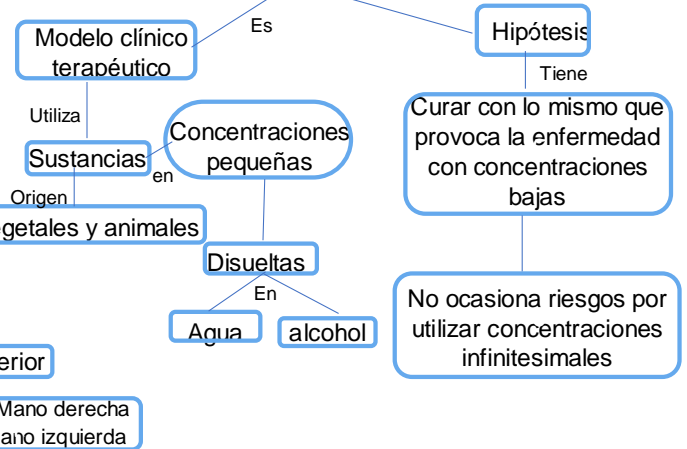 Es
Modelo clínico
terapéutico
Hipótesis
Tiene
Utiliza
Curar con lo mismo que
provoca la enfermedad
con concentraciones
bajas
Concentraciones
pequeñas
Sustancias
en
Origen
getales y animales
Disueltas
En
Agua
alcohol
No ocasiona riesgos por
utilizar concentraciones
infinitesimales
erior
Mano derecha
ano izquierda